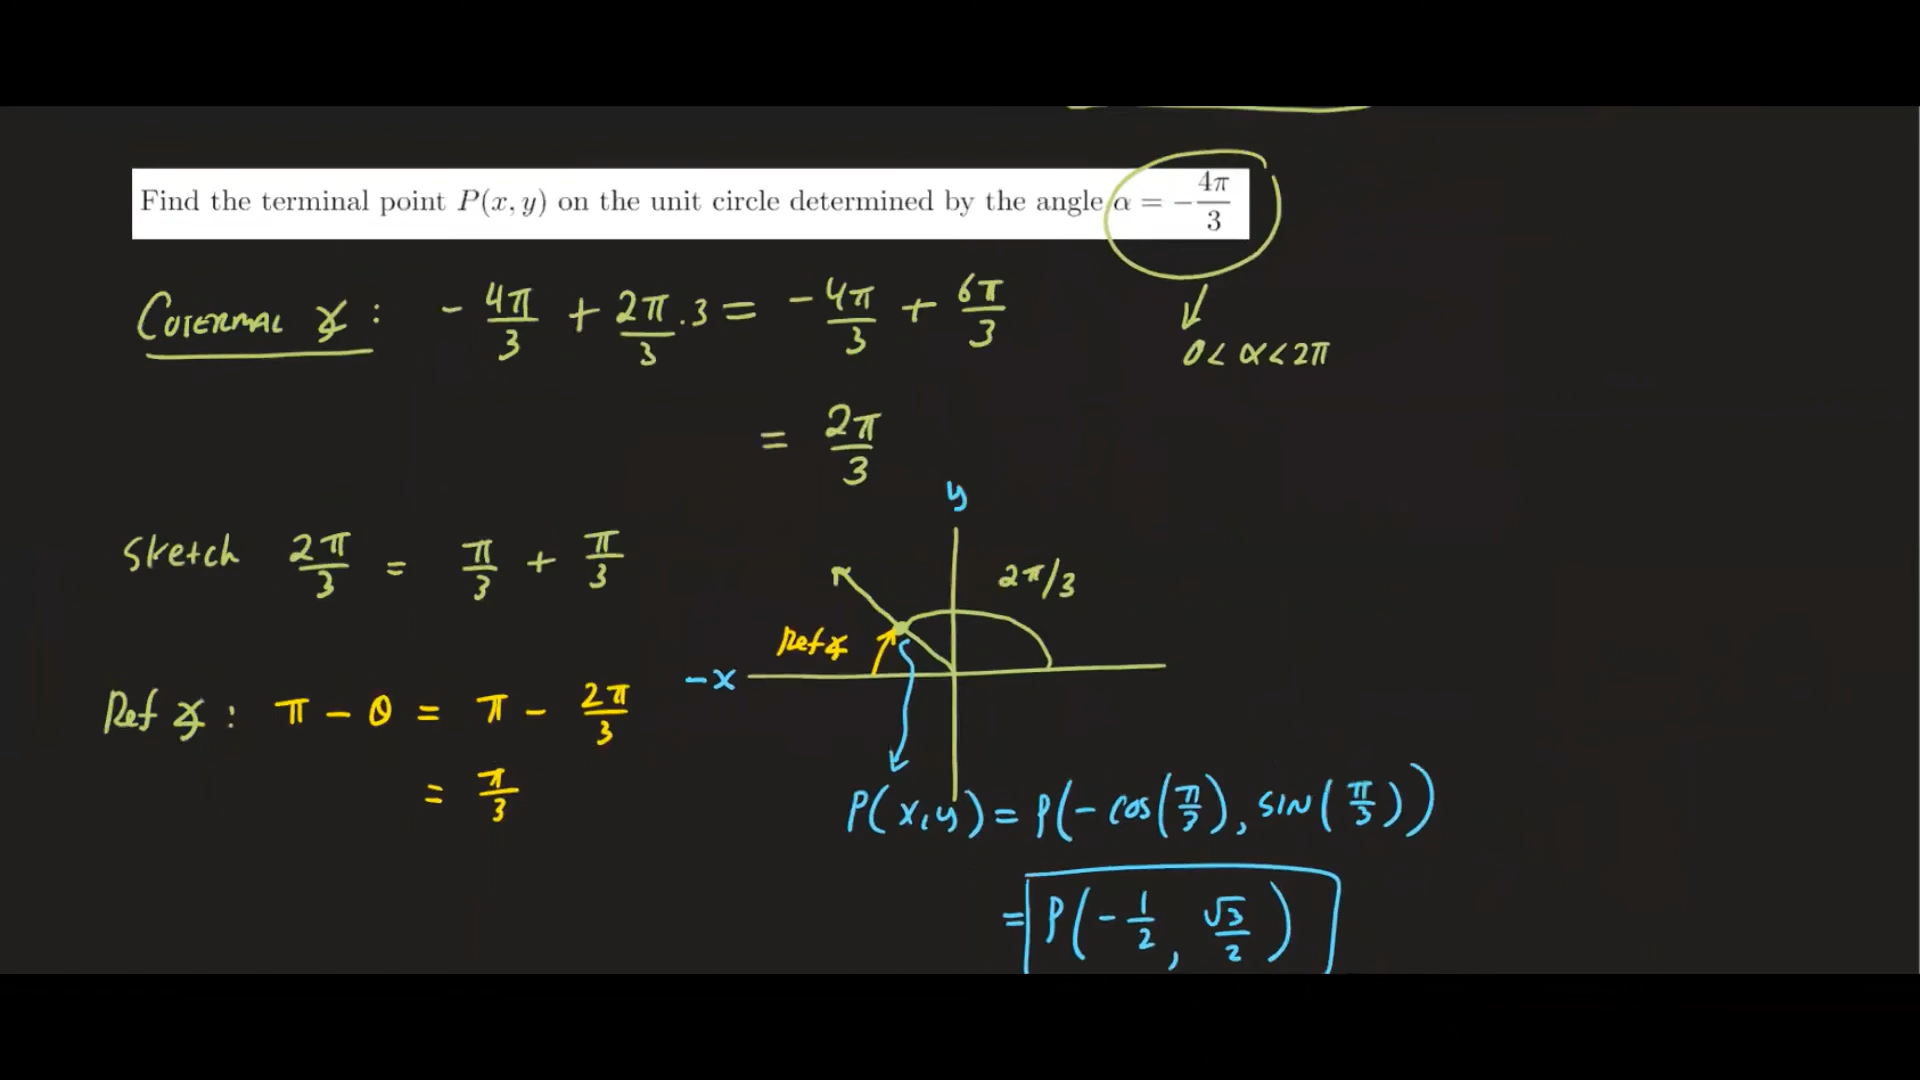 Find the terminal point P(x, y) on the unit circle determined by the angle α = −4π/3
COTERMAL ∡ : - 4π/3 + 2π/3 . 3 = - 4π/3 + 6π/3
0 < α < 2π
= 2π/3
y
Sketch 2π/3 = π/3 + π/3
2π/3
Ref ∡
-x
Ref ∡ : π - θ = π - 2π/3
= π/3
P(x,y) = P(- cos(π/3), sin(π/3))
= P(- 1/2, √3/2)